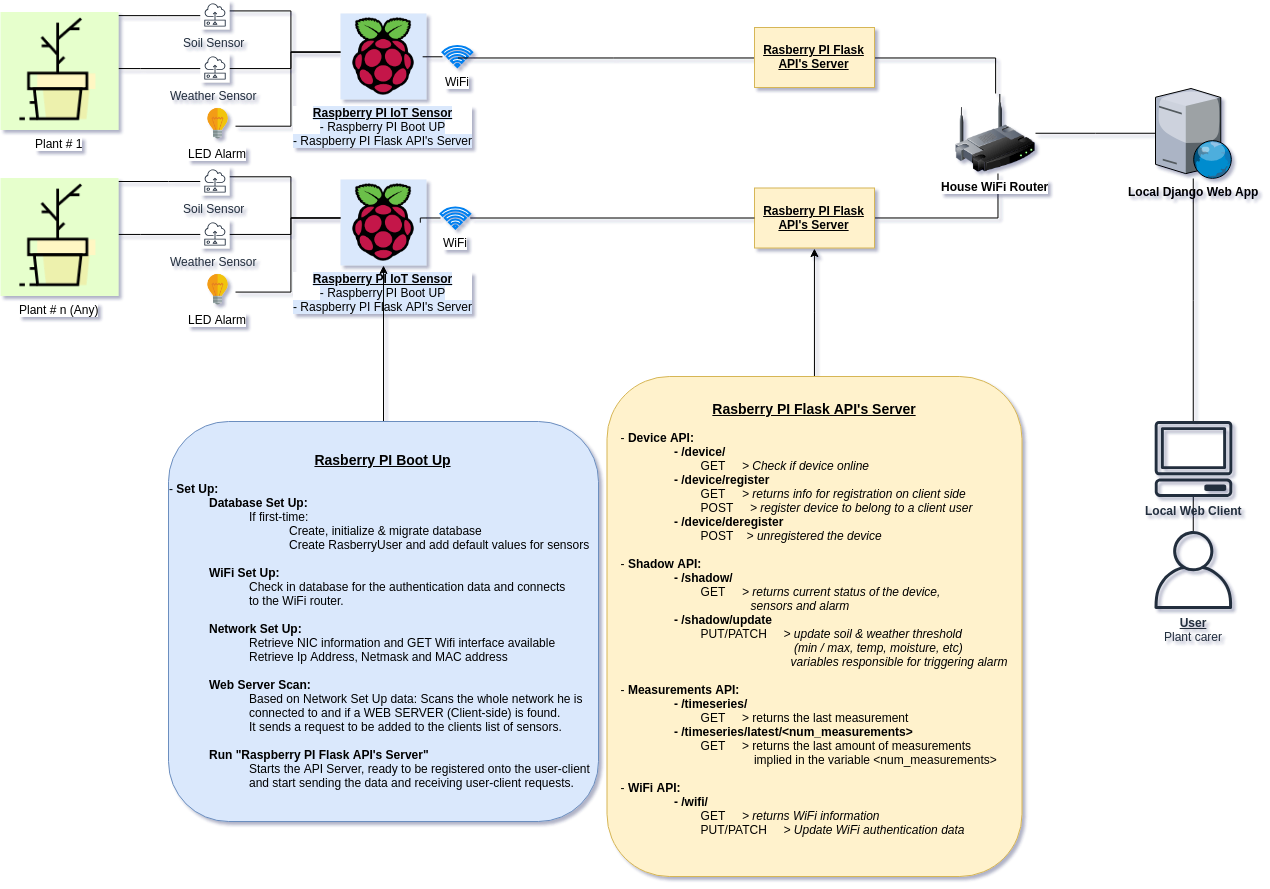 Soil Sensor
Weather Sensor
LED Alarm
Plant # 1
Raspberry PI IoT Sensor
- Raspberry PI Boot UP
- Raspberry PI Flask API's Server
WiFi
Rasberry PI Flask
API's Server
House WiFi Router
Local Django Web App
Soil Sensor
Weather Sensor
LED Alarm
Plant # n (Any)
Raspberry PI IoT Sensor
- Raspberry PI Boot UP
- Raspberry PI Flask API's Server
WiFi
Rasberry PI Flask
API's Server
Rasberry PI Boot Up
- Set Up:
Database Set Up:
If first-time:
Create, initialize & migrate database
Create RasberryUser and add default values for sensors
WiFi Set Up:
Check in database for the authentication data and connects
to the WiFi router.
Network Set Up:
Retrieve NIC information and GET Wifi interface available
Retrieve Ip Address, Netmask and MAC address
Web Server Scan:
Based on Network Set Up data: Scans the whole network he is
connected to and if a WEB SERVER (Client-side) is found.
It sends a request to be added to the clients list of sensors.
Run "Raspberry PI Flask API's Server"
Starts the API Server, ready to be registered onto the user-client
and start sending the data and receiving user-client requests.
Rasberry PI Flask API's Server
- Device API:
- /device/
GET > Check if device online
- /device/register
GET > returns info for registration on client side
POST > register device to belong to a client user
- /device/deregister
POST > unregistered the device
- Shadow API:
- /shadow/
GET > returns current status of the device,
sensors and alarm
- /shadow/update
PUT/PATCH > update soil & weather threshold
(min / max, temp, moisture, etc)
variables responsible for triggering alarm
- Measurements API:
- /timeseries/
GET > returns the last measurement
- /timeseries/latest/<num_measurements>
GET > returns the last amount of measurements
implied in the variable <num_measurements>
- WiFi API:
- /wifi/
GET > returns WiFi information
PUT/PATCH > Update WiFi authentication data
Local Web Client
User
Plant carer